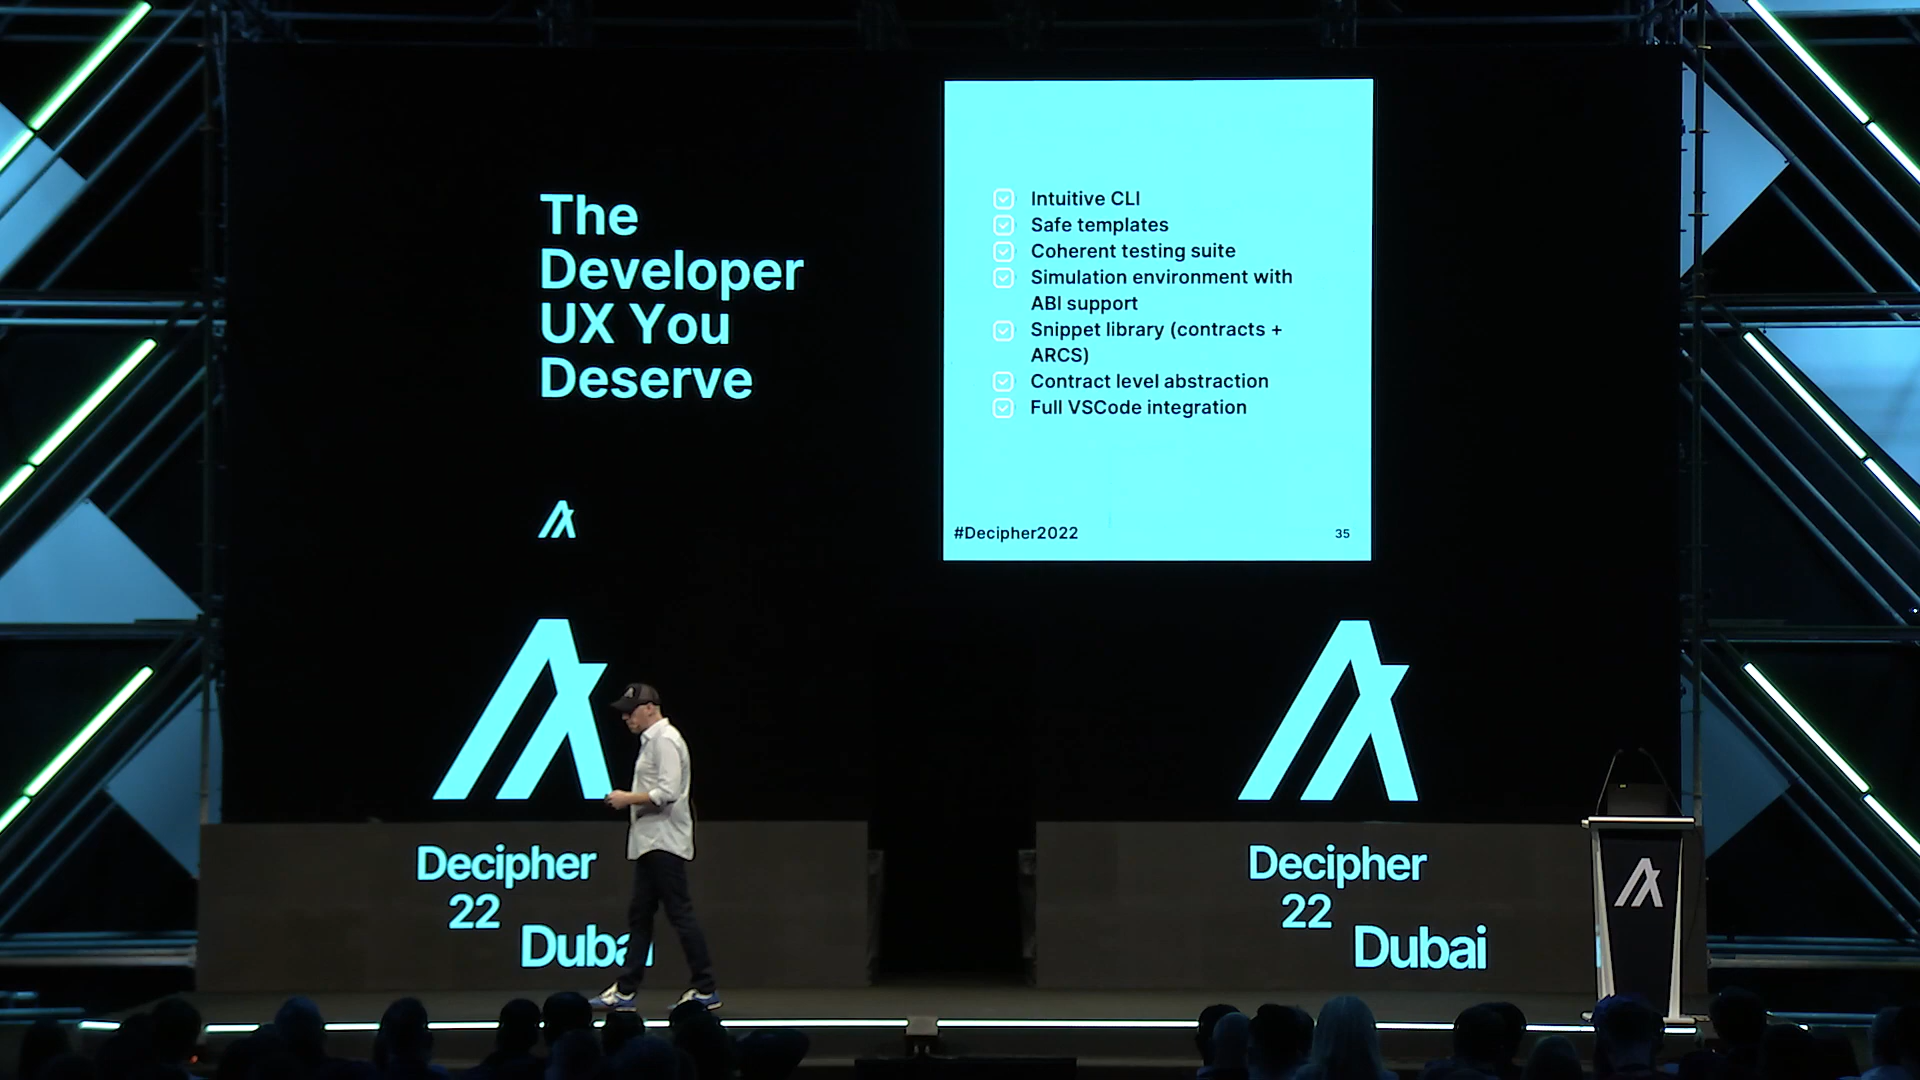 The
Developer
UX You
Deserve
Intuitive CLI
Safe templates
Coherent testing suite
Simulation environment with
ABI support
Snippet library (contracts +
ARCS)
Contract level abstraction
Full VSCode integration
#Decipher2022
35
Decipher
22
Dubai
Decipher
22
Dubai